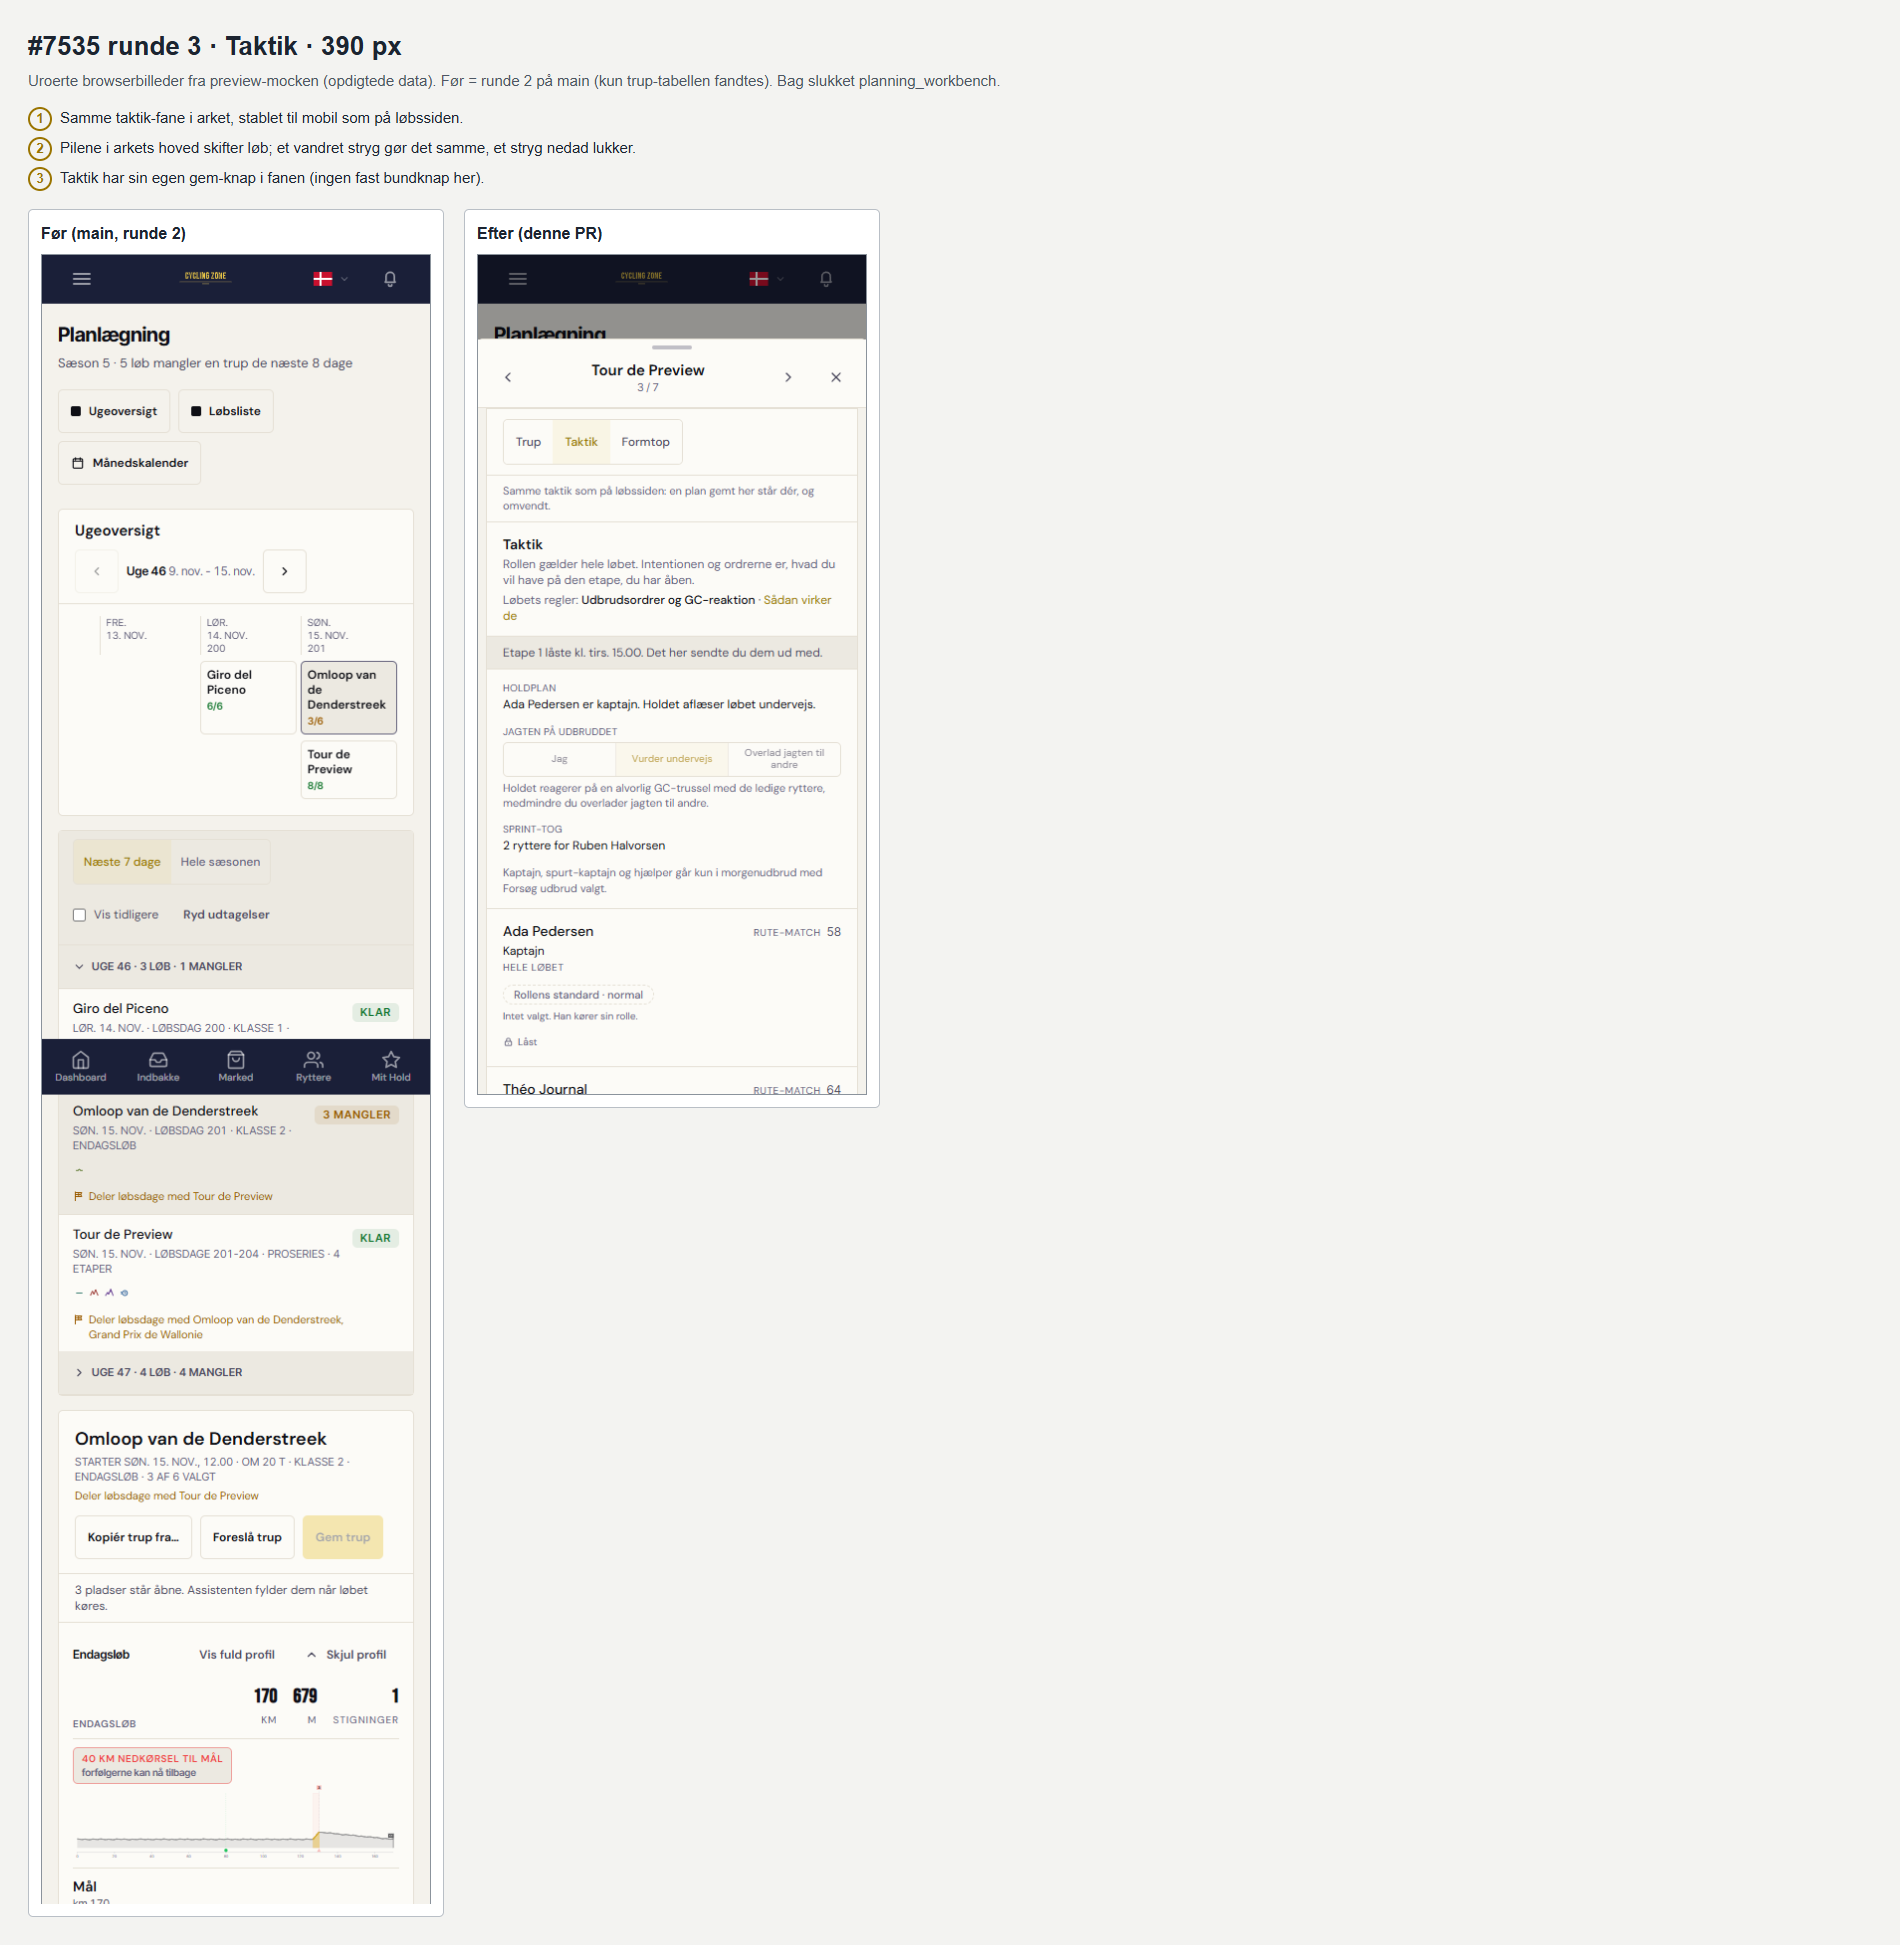 #7535 runde 3 · Taktik · 390 px
Uroerte browserbilleder fra preview-mocken (opdigtede data). Før = runde 2 på main (kun trup-tabellen fandtes). Bag slukket planning_workbench.
1 Samme taktik-fane i arket, stablet til mobil som på løbssiden.
2 Pilene i arkets hoved skifter løb; et vandret stryg gør det samme, et stryg nedad lukker.
3 Taktik har sin egen gem-knap i fanen (ingen fast bundknap her).
Før (main, runde 2)
CYCLING ZONE
Planlægning
Sæson 5 · 5 løb mangler en trup de næste 8 dage
Ugeoversigt
Løbsliste
Månedskalender
Ugeoversigt
Uge 46 9. nov. - 15. nov.
FRE.
13. NOV.
LØR.
14. NOV.
200
SØN.
15. NOV.
201
Giro del
Piceno
6/6
Omloop van
de
Denderstreek
3/6
Tour de
Preview
8/8
Næste 7 dage
Hele sæsonen
Vis tidligere
Ryd udtagelser
UGE 46 · 3 LØB · 1 MANGLER
Giro del Piceno
KLAR
LØR. 14. NOV. · LØBSDAG 200 · KLASSE 1 ·
Dashboard
Indbakke
Marked
Ryttere
Mit Hold
Omloop van de Denderstreek
3 MANGLER
SØN. 15. NOV. · LØBSDAG 201 · KLASSE 2 ·
ENDAGSLØB
Deler løbsdage med Tour de Preview
Tour de Preview
KLAR
SØN. 15. NOV. · LØBSDAGE 201-204 · PROSERIES · 4
ETAPER
Deler løbsdage med Omloop van de Denderstreek,
Grand Prix de Wallonie
UGE 47 · 4 LØB · 4 MANGLER
Omloop van de Denderstreek
STARTER SØN. 15. NOV., 12.00 · OM 20 T · KLASSE 2 ·
ENDAGSLØB · 3 AF 6 VALGT
Deler løbsdage med Tour de Preview
Kopiér trup fra...
Foreslå trup
Gem trup
3 pladser står åbne. Assistenten fylder dem når løbet
køres.
Endagsløb
Vis fuld profil
Skjul profil
170
679
1
ENDAGSLØB
KM
M
STIGNINGER
40 KM NEDKØRSEL TIL MÅL
forfølgerne kan nå tilbage
Mål
km 170
Efter (denne PR)
CYCLING ZONE
Planlægning
Tour de Preview
3 / 7
Trup
Taktik
Formtop
Samme taktik som på løbssiden: en plan gemt her står dér, og
omvendt.
Taktik
Rollen gælder hele løbet. Intentionen og ordrerne er, hvad du
vil have på den etape, du har åben.
Løbets regler: Udbrudsordrer og GC-reaktion · Sådan virker
de
Etape 1 låste kl. tirs. 15.00. Det her sendte du dem ud med.
HOLDPLAN
Ada Pedersen er kaptajn. Holdet aflæser løbet undervejs.
JAGTEN PÅ UDBRUDDET
Jag
Vurder undervejs
Overlad jagten til
andre
Holdet reagerer på en alvorlig GC-trussel med de ledige ryttere,
medmindre du overlader jagten til andre.
SPRINT-TOG
2 ryttere for Ruben Halvorsen
Kaptajn, spurt-kaptajn og hjælper går kun i morgenudbrud med
Forsøg udbrud valgt.
Ada Pedersen
RUTE-MATCH 58
Kaptajn
HELE LØBET
Rollens standard · normal
Intet valgt. Han kører sin rolle.
Låst
Théo Journal
RUTE-MATCH 64